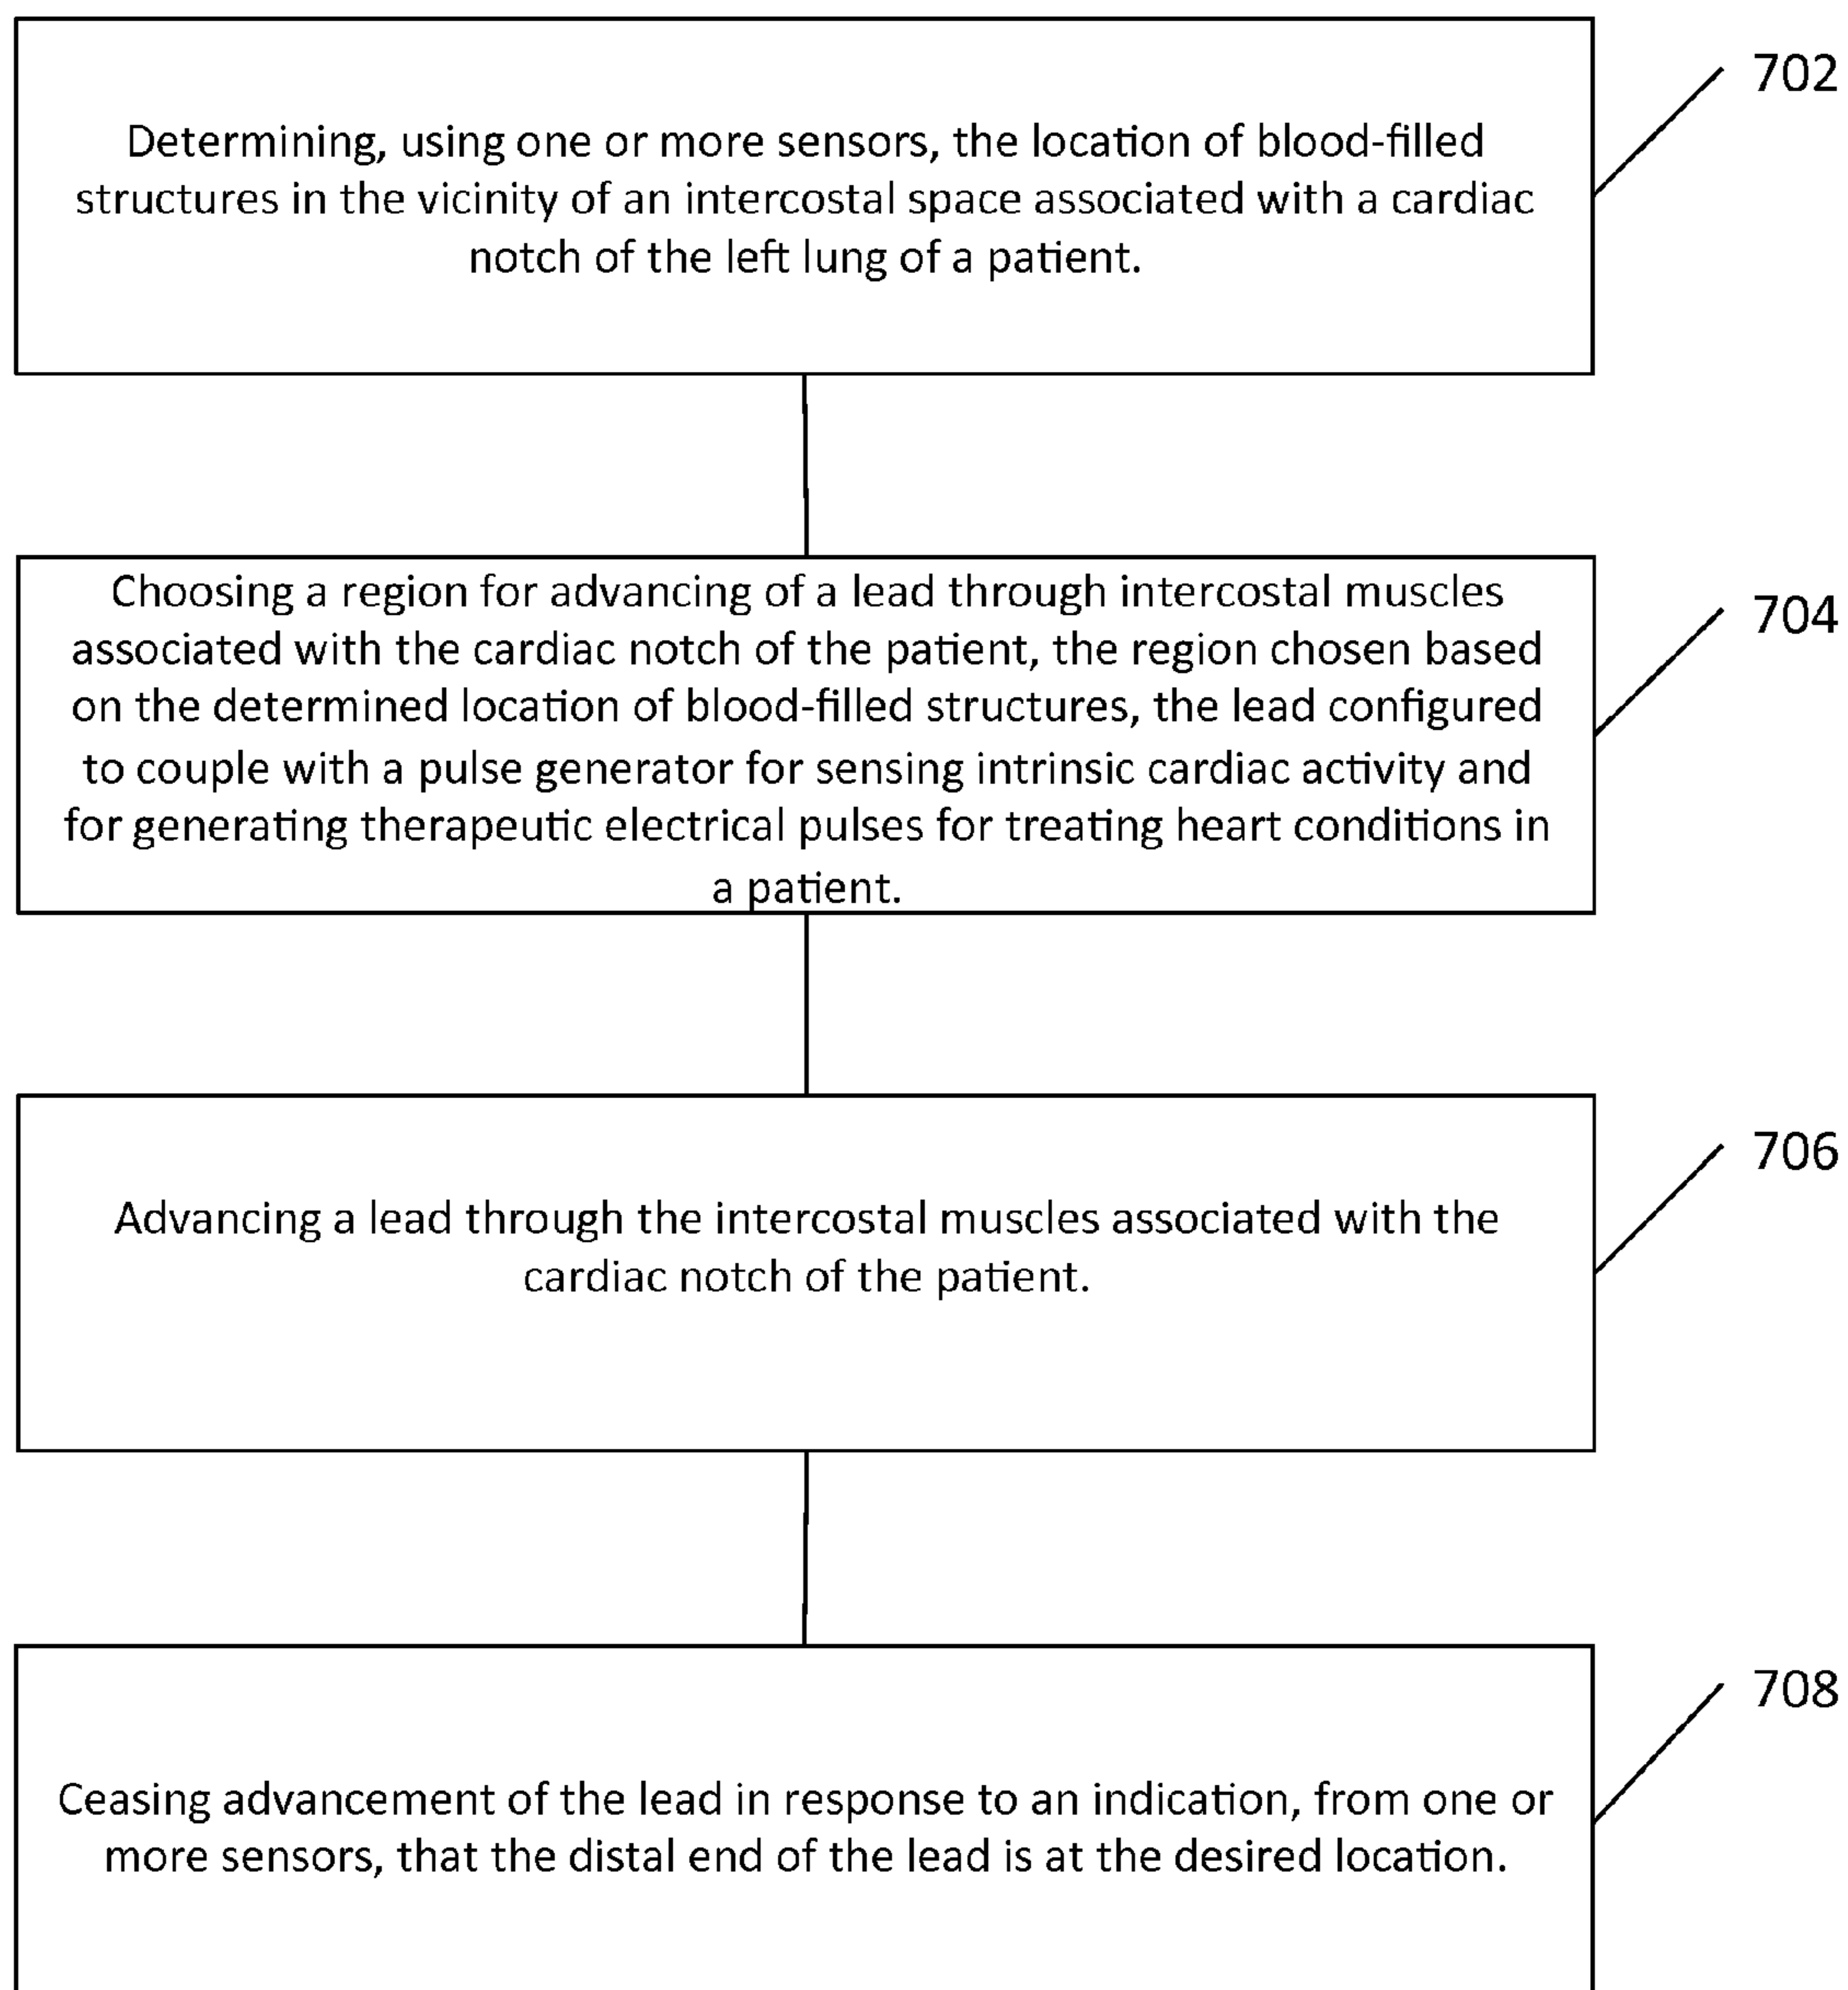 702
Determining, using one or more sensors, the location of blood-filled
structures in the vicinity of an intercostal space associated with a cardiac
notch of the left lung of a patient.
704
Choosing a region for advancing of a lead through intercostal muscles
associated with the cardiac notch of the patient, the region chosen based
on the determined location of blood-filled structures, the lead configured
to couple with a pulse generator for sensing intrinsic cardiac activity and
for generating therapeutic electrical pulses for treating heart conditions in
a patient.
706
Advancing a lead through the intercostal muscles associated with the
cardiac notch of the patient.
708
Ceasing advancement of the lead in response to an indication, from one or
more sensors, that the distal end of the lead is at the desired location.